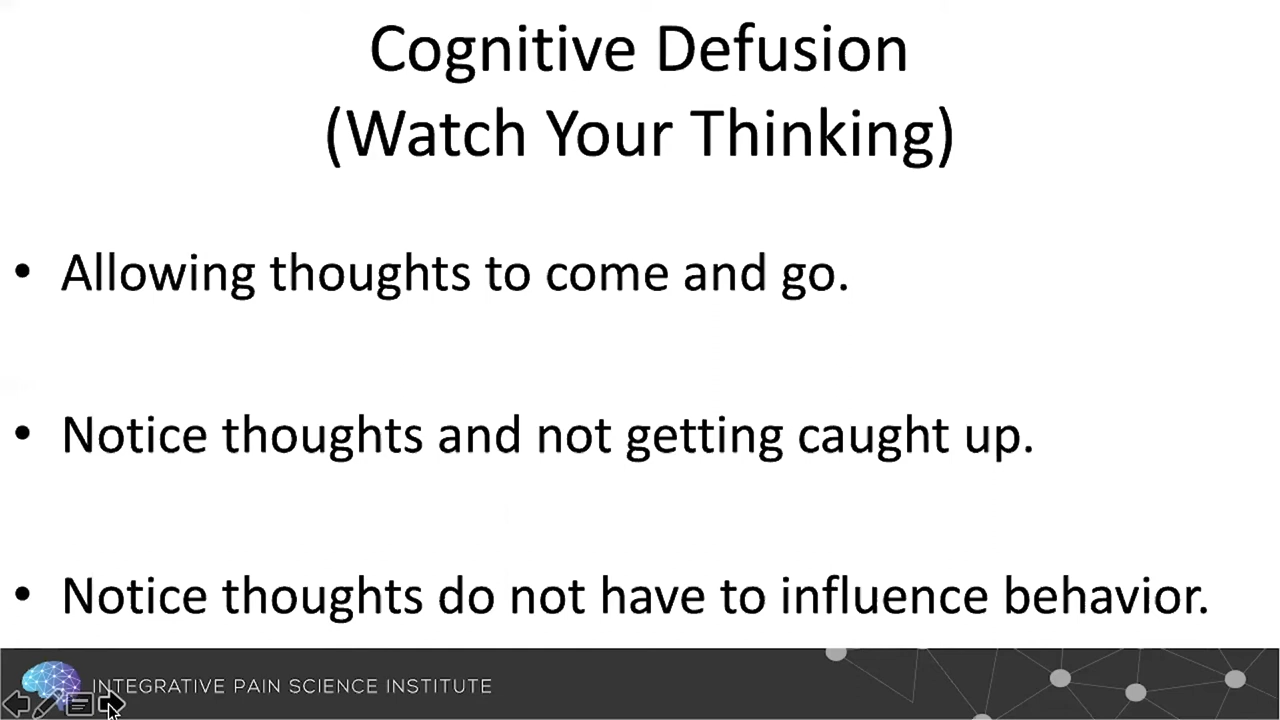 Cognitive Defusion
(Watch Your Thinking)
• Allowing thoughts to come and go.
• Notice thoughts and not getting caught up.
• Notice thoughts do not have to influence behavior.
INTEGRATIVE PAIN SCIENCE INSTITUTE